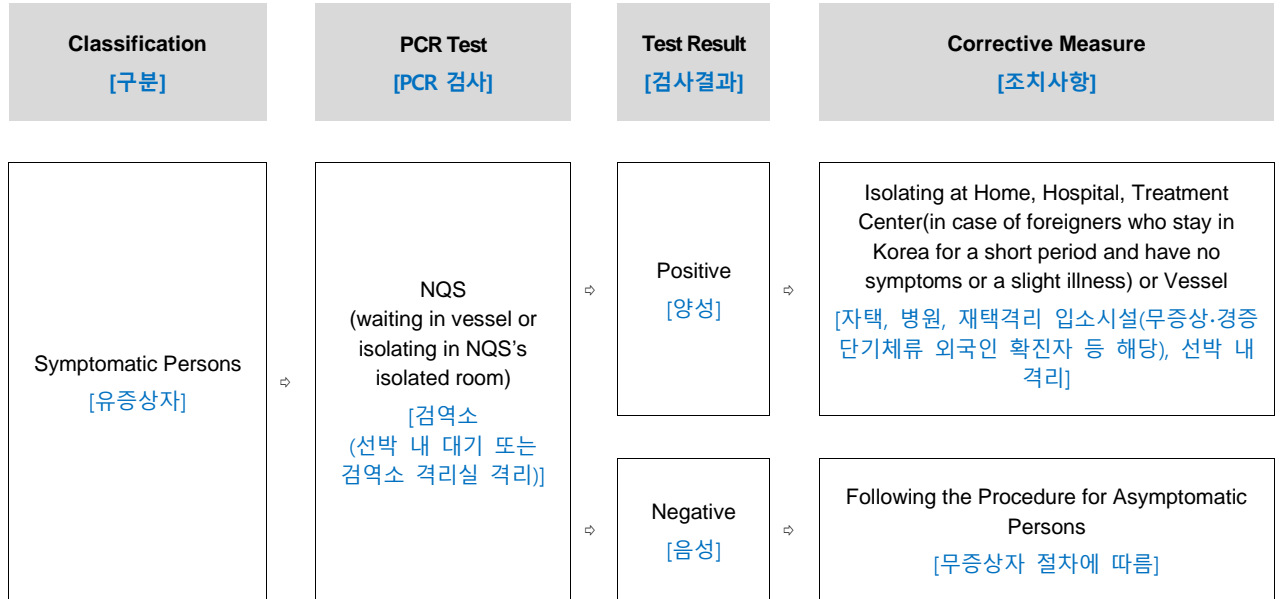 Classification
[구분]
PCR Test
[PCR 검사]
Test Result
[검사결과]
Corrective Measure
[조치사항]
Symptomatic Persons
[유증상자]
⇨
NQS
(waiting in vessel or
isolating in NQS's
isolated room)
[검역소
(선박 내 대기 또는
검역소 격리실 격리)]
⇨
Positive
[양성]
⇨
Isolating at Home, Hospital, Treatment
Center(in case of foreigners who stay in
Korea for a short period and have no
symptoms or a slight illness) or Vessel
[자택, 병원, 재택격리 입소시설(무증상·경증
단기체류 외국인 확진자 등 해당), 선박 내
격리]
⇨
Negative
[음성]
⇨
Following the Procedure for Asymptomatic
Persons
[무증상자 절차에 따름]